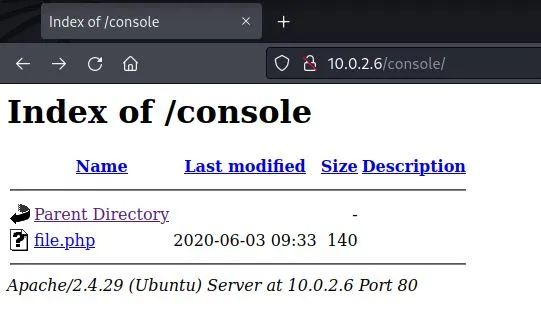 Index of /console
10.0.2.6/console/
Index of /console
Name Last modified Size Description
Parent Directory -
file.php 2020-06-03 09:33 140
Apache/2.4.29 (Ubuntu) Server at 10.0.2.6 Port 80